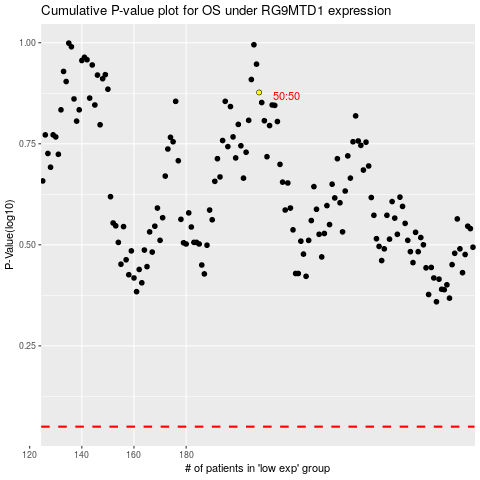 Cumulative P-value plot for OS under RG9MTD1 expression
P-Value(log10)
1.00
0.75
0.50
0.25
50:50
120 140 160 180
# of patients in 'low exp' group